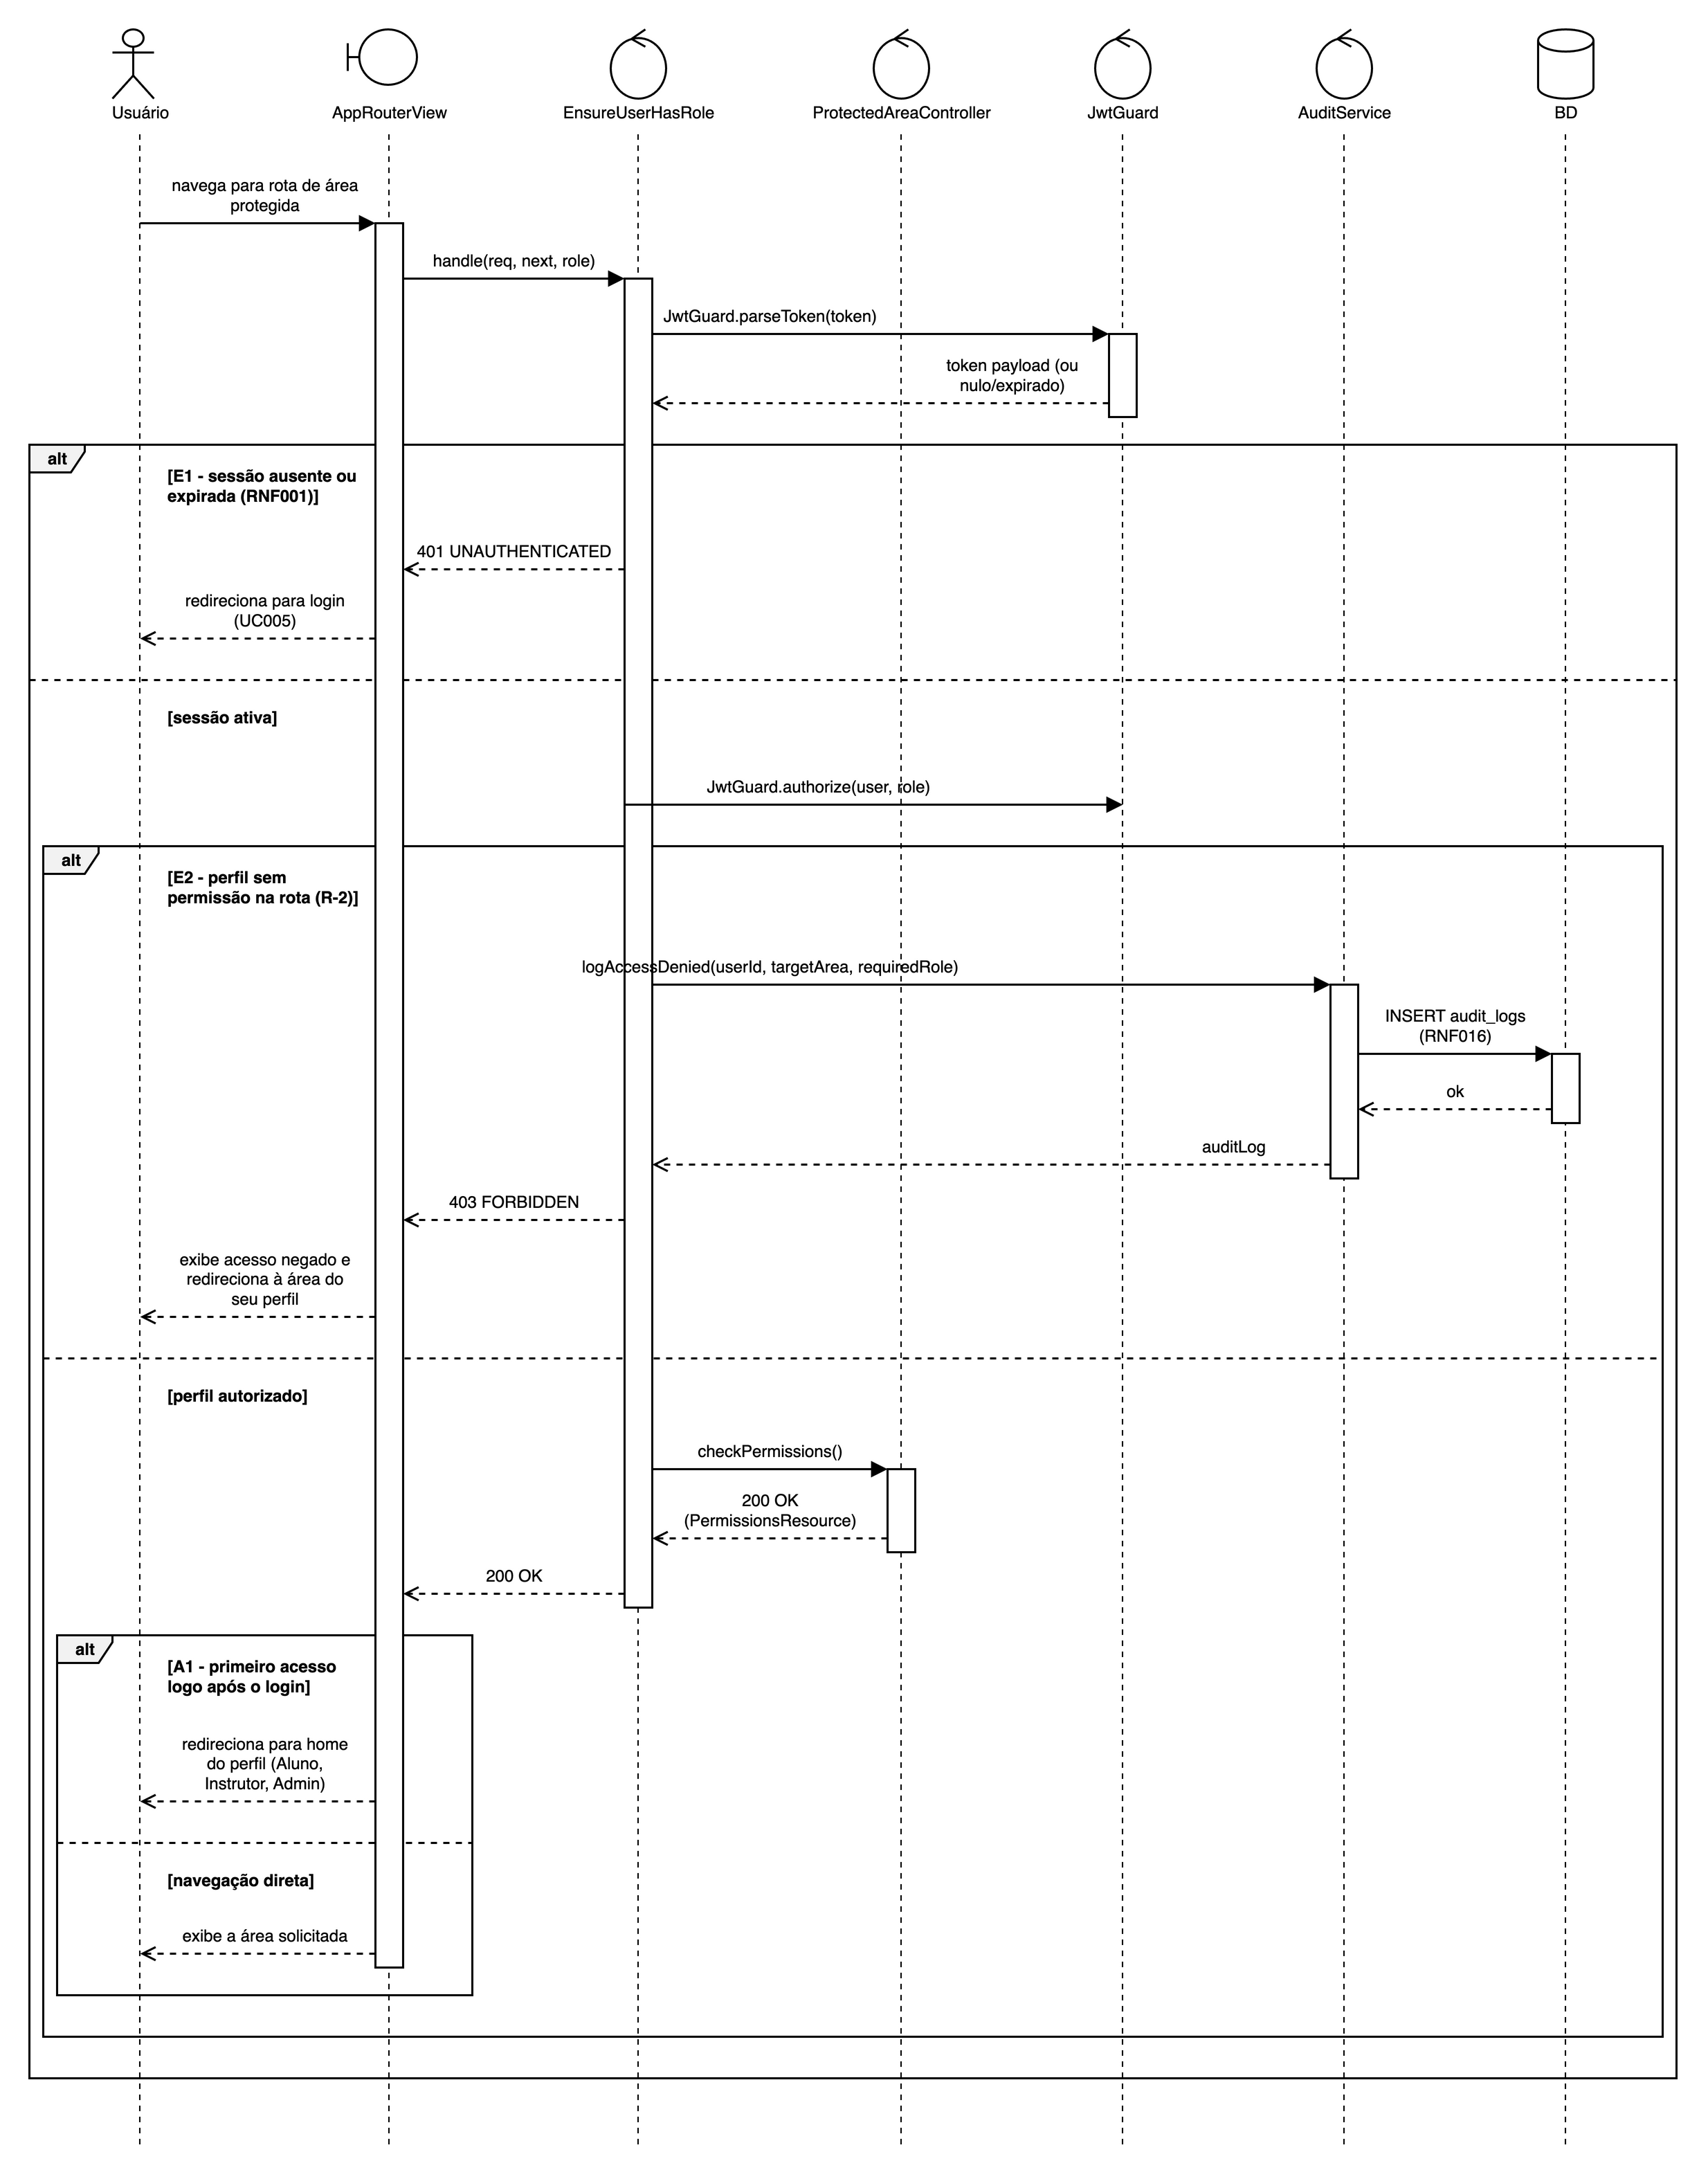 Usuário
AppRouterView
EnsureUserHasRole
ProtectedAreaController
JwtGuard
AuditService
BD
navega para rota de área
protegida
handle(req, next, role)
JwtGuard.parseToken(token)
token payload (ou
nulo/expirado)
alt
[E1 - sessão ausente ou
expirada (RNF001)]
401 UNAUTHENTICATED
redireciona para login
(UC005)
[sessão ativa]
JwtGuard.authorize(user, role)
alt
[E2 - perfil sem
permissão na rota (R-2)]
logAccessDenied(userId, targetArea, requiredRole)
INSERT audit_logs
(RNF016)
ok
auditLog
403 FORBIDDEN
exibe acesso negado e
redireciona à área do
seu perfil
[perfil autorizado]
checkPermissions()
200 OK
(PermissionsResource)
200 OK
alt
[A1 - primeiro acesso
logo após o login]
redireciona para home
do perfil (Aluno,
Instrutor, Admin)
[navegação direta]
exibe a área solicitada